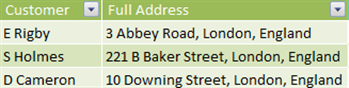 Customer Full Address
E Rigby 3 Abbey Road, London, England
S Holmes 221 B Baker Street, London, England
D Cameron 10 Downing Street, London, England